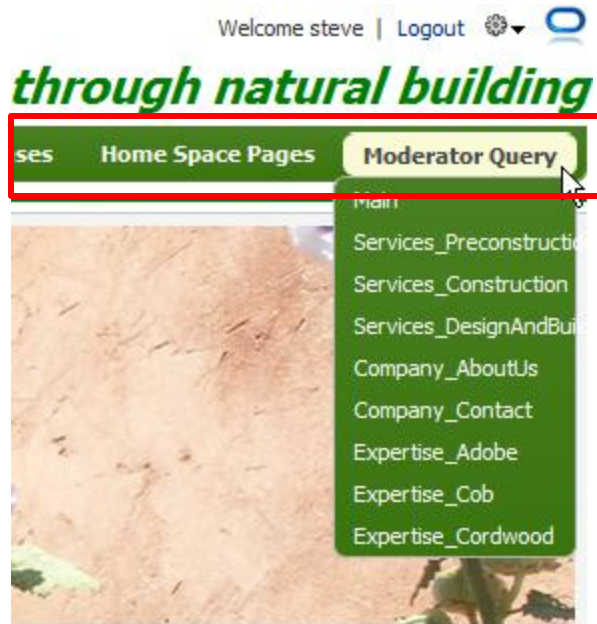 Welcome steve | Logout
through natural building
ses Home Space Pages Moderator Query
Main
Services_Preconstructio
Services_Construction
Services_DesignAndBui
Company_AboutUs
Company_Contact
Expertise_Adobe
Expertise_Cob
Expertise_Cordwood